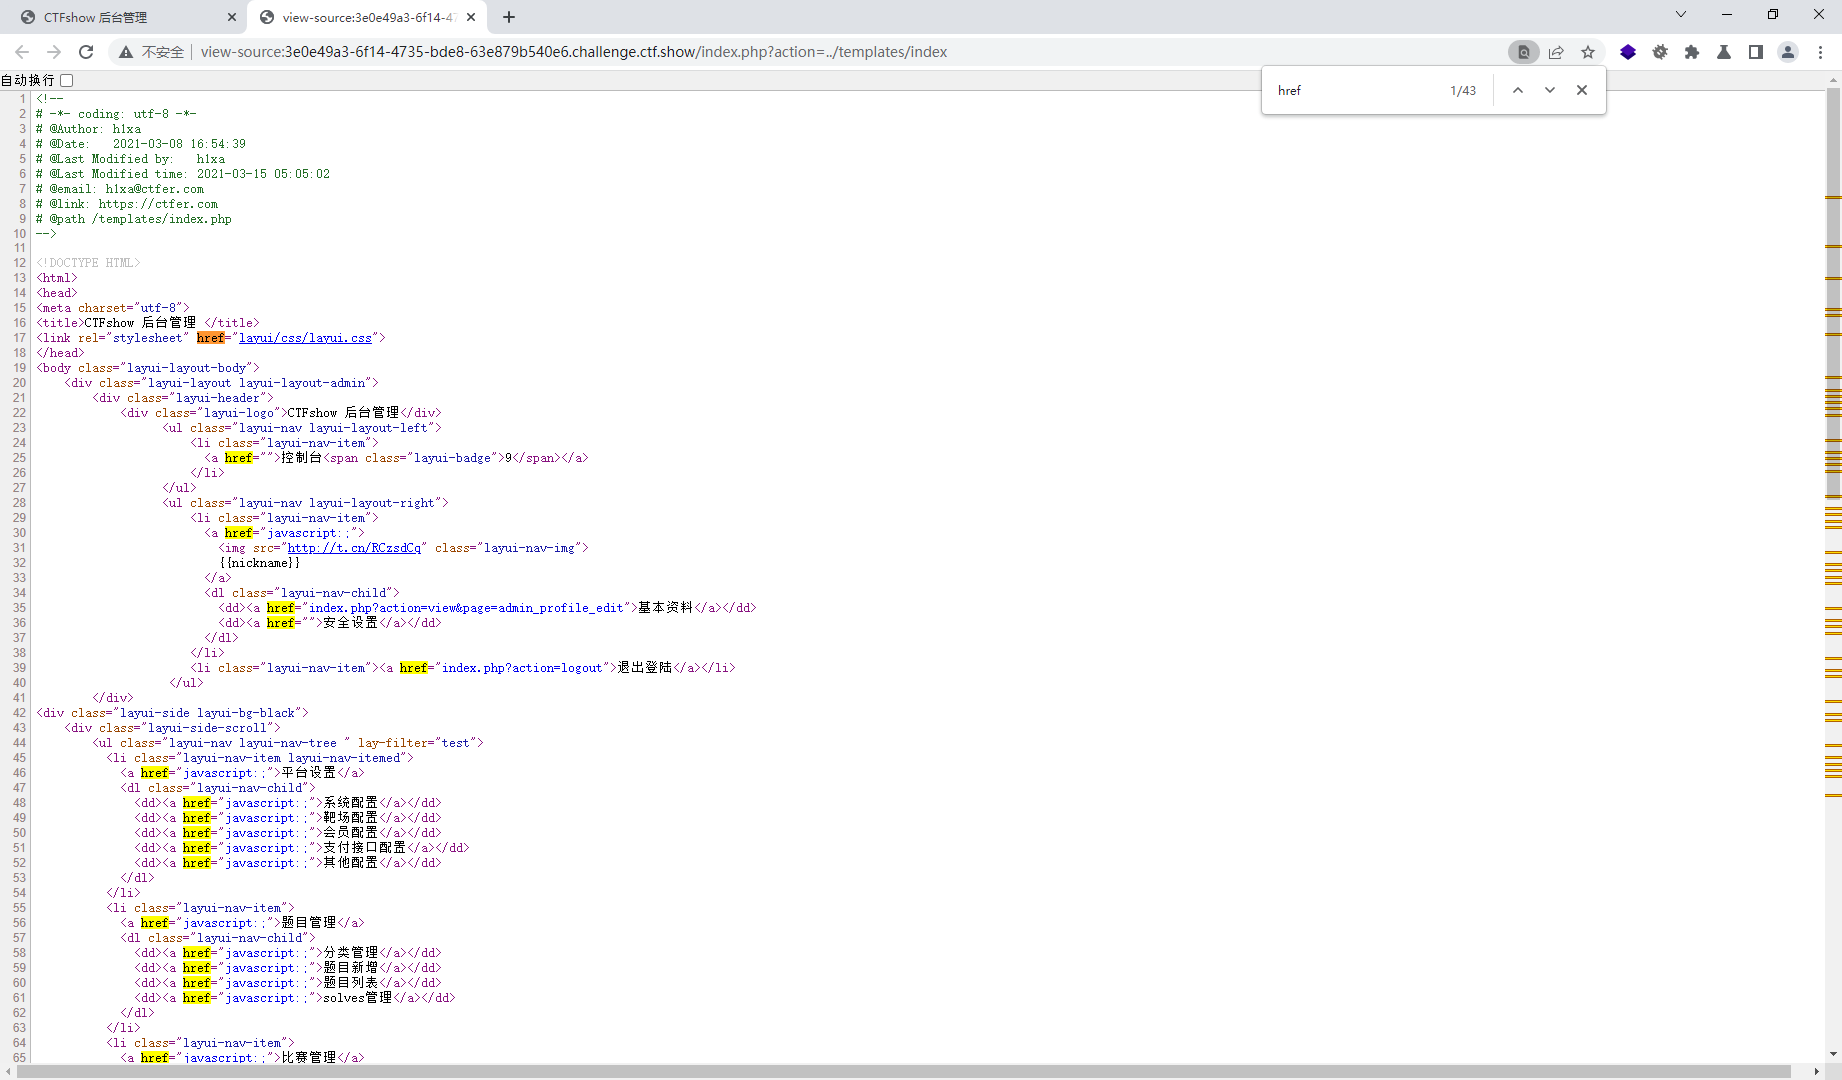 CTFshow 后台管理
view-source:3e0e49a3-6f14-47
不安全
view-source:3e0e49a3-6f14-4735-bde8-63e879b540e6.challenge.ctf.show/index.php?action=../templates/index
自动换行
href 1/43
1 <!--
2 # -*- coding: utf-8 -*-
3 # @Author: h1xa
4 # @Date:   2021-03-08 16:54:39
5 # @Last Modified by:   h1xa
6 # @Last Modified time: 2021-03-15 05:05:02
7 # @email: h1xa@ctfer.com
8 # @link: https://ctfer.com
9 # @path /templates/index.php
10 -->
11
12 <!DOCTYPE HTML>
13 <html>
14 <head>
15 <meta charset="utf-8">
16 <title>CTFshow 后台管理 </title>
17 <link rel="stylesheet" href="layui/css/layui.css">
18 </head>
19 <body class="layui-layout-body">
20 <div class="layui-layout layui-layout-admin">
21 <div class="layui-header">
22 <div class="layui-logo">CTFshow 后台管理</div>
23 <ul class="layui-nav layui-layout-left">
24 <li class="layui-nav-item">
25 <a href="">控制台<span class="layui-badge">9</span></a>
26 </li>
27 </ul>
28 <ul class="layui-nav layui-layout-right">
29 <li class="layui-nav-item">
30 <a href="javascript:;">
31 <img src="http://t.cn/RCzsdCq" class="layui-nav-img">
32 {{nickname}}
33 </a>
34 <dl class="layui-nav-child">
35 <dd><a href="index.php?action=view&page=admin_profile_edit">基本资料</a></dd>
36 <dd><a href="">安全设置</a></dd>
37 </dl>
38 </li>
39 <li class="layui-nav-item"><a href="index.php?action=logout">退出登陆</a></li>
40 </ul>
41 </div>
42 <div class="layui-side layui-bg-black">
43 <div class="layui-side-scroll">
44 <ul class="layui-nav layui-nav-tree " lay-filter="test">
45 <li class="layui-nav-item layui-nav-itemed">
46 <a href="javascript:;">平台设置</a>
47 <dl class="layui-nav-child">
48 <dd><a href="javascript:;">系统配置</a></dd>
49 <dd><a href="javascript:;">靶场配置</a></dd>
50 <dd><a href="javascript:;">会员配置</a></dd>
51 <dd><a href="javascript:;">支付接口配置</a></dd>
52 <dd><a href="javascript:;">其他配置</a></dd>
53 </dl>
54 </li>
55 <li class="layui-nav-item">
56 <a href="javascript:;">题目管理</a>
57 <dl class="layui-nav-child">
58 <dd><a href="javascript:;">分类管理</a></dd>
59 <dd><a href="javascript:;">题目新增</a></dd>
60 <dd><a href="javascript:;">题目列表</a></dd>
61 <dd><a href="javascript:;">solves管理</a></dd>
62 </dl>
63 </li>
64 <li class="layui-nav-item">
65 <a href="javascript:;">比赛管理</a>